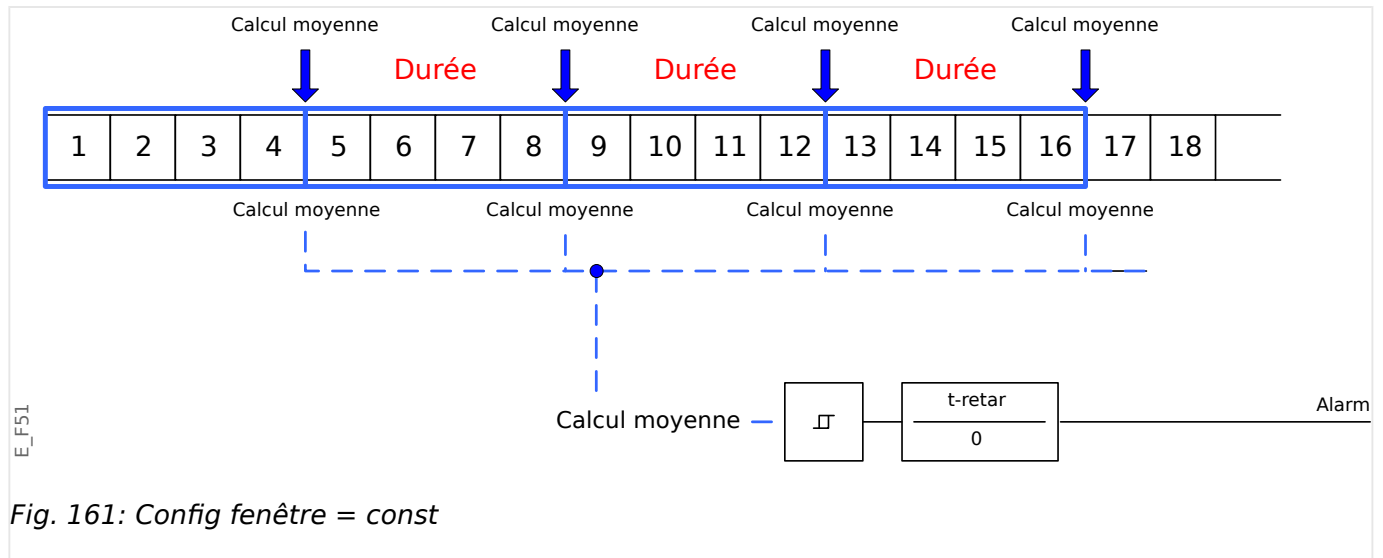 Calcul moyenne Calcul moyenne Calcul moyenne Calcul moyenne
Durée Durée Durée
1 2 3 4 5 6 7 8 9 10 11 12 13 14 15 16 17 18
Calcul moyenne Calcul moyenne Calcul moyenne Calcul moyenne
Calcul moyenne
t-retar
0
Alarm
E_F51
Fig. 161: Config fenêtre = const